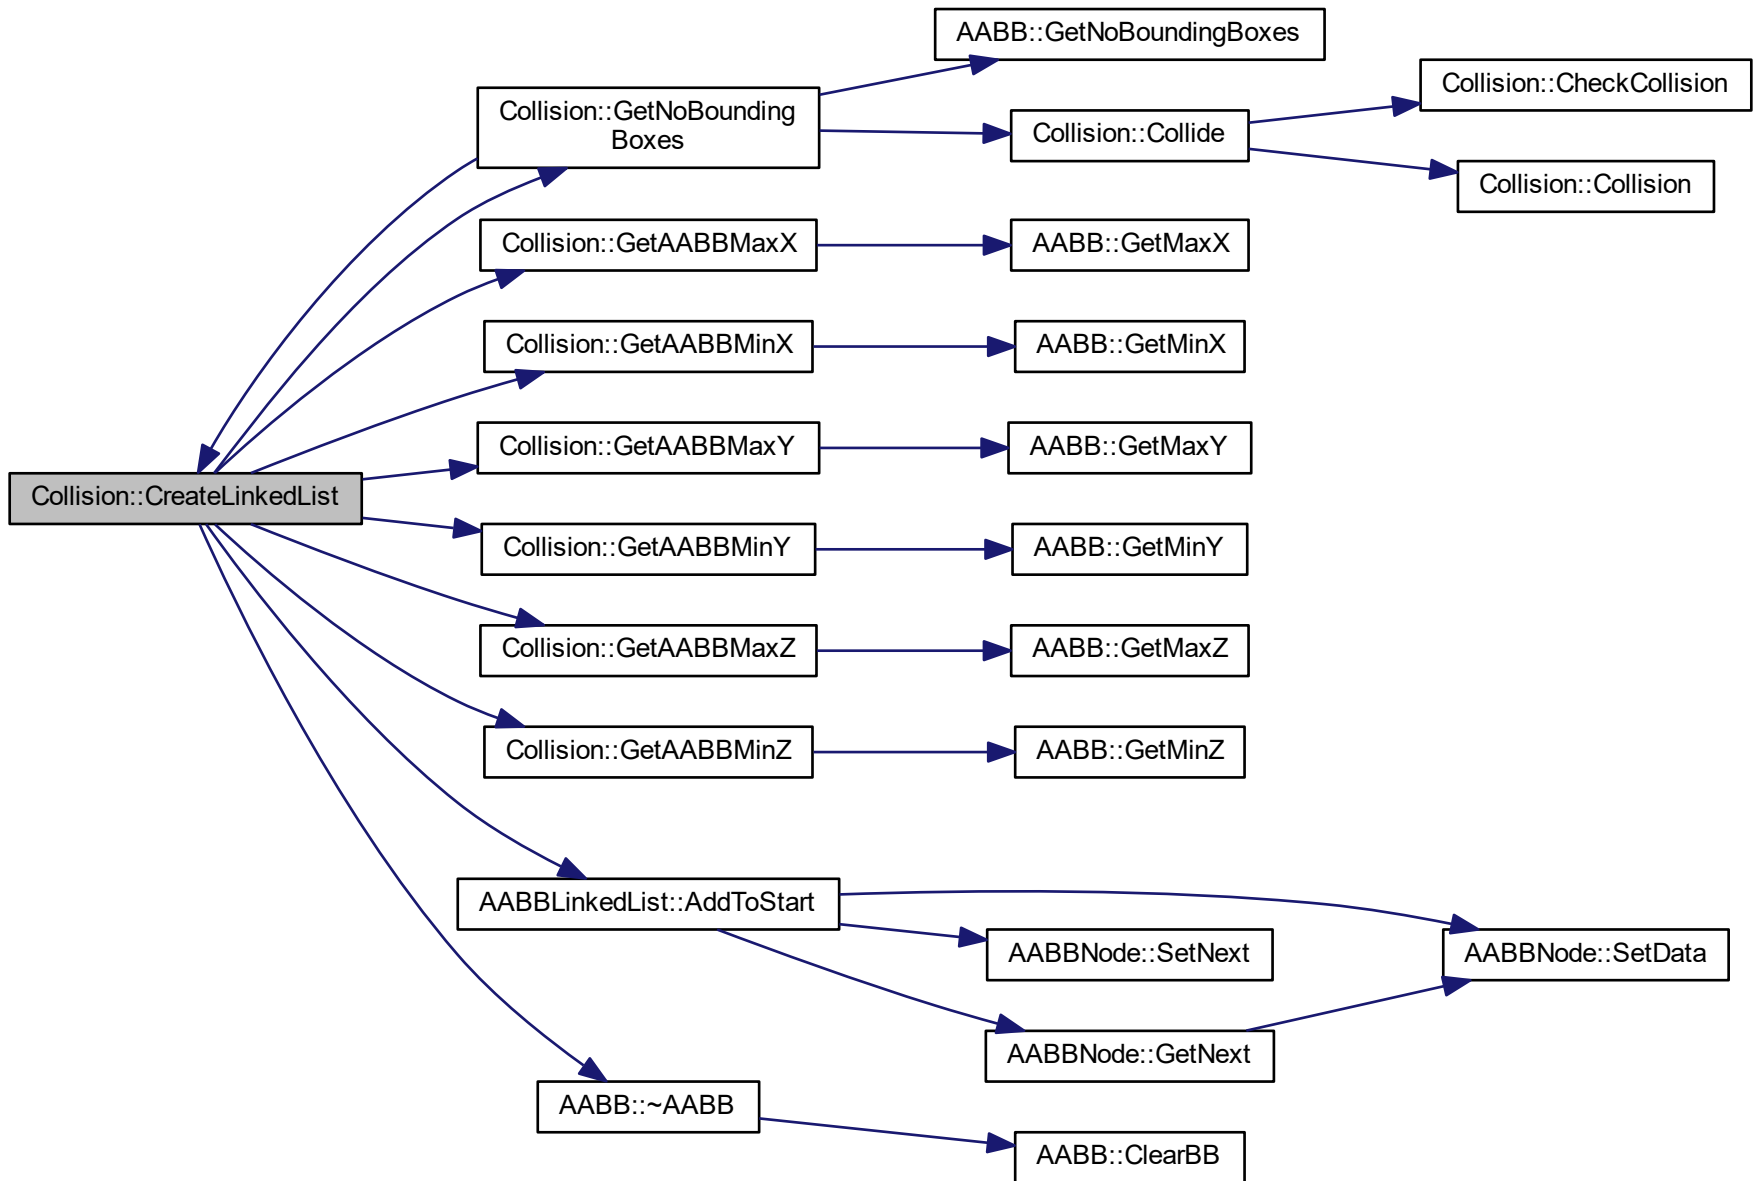 AABB::GetNoBoundingBoxes
Collision::GetNoBounding
Boxes
Collision::CheckCollision
Collision::Collide
Collision::Collision
Collision::GetAABBMaxX
AABB::GetMaxX
Collision::GetAABBMinX
AABB::GetMinX
Collision::GetAABBMaxY
AABB::GetMaxY
Collision::CreateLinkedList
Collision::GetAABBMinY
AABB::GetMinY
Collision::GetAABBMaxZ
AABB::GetMaxZ
Collision::GetAABBMinZ
AABB::GetMinZ
AABBLinkedList::AddToStart
AABBNode::SetNext
AABBNode::SetData
AABBNode::GetNext
AABB::~AABB
AABB::ClearBB